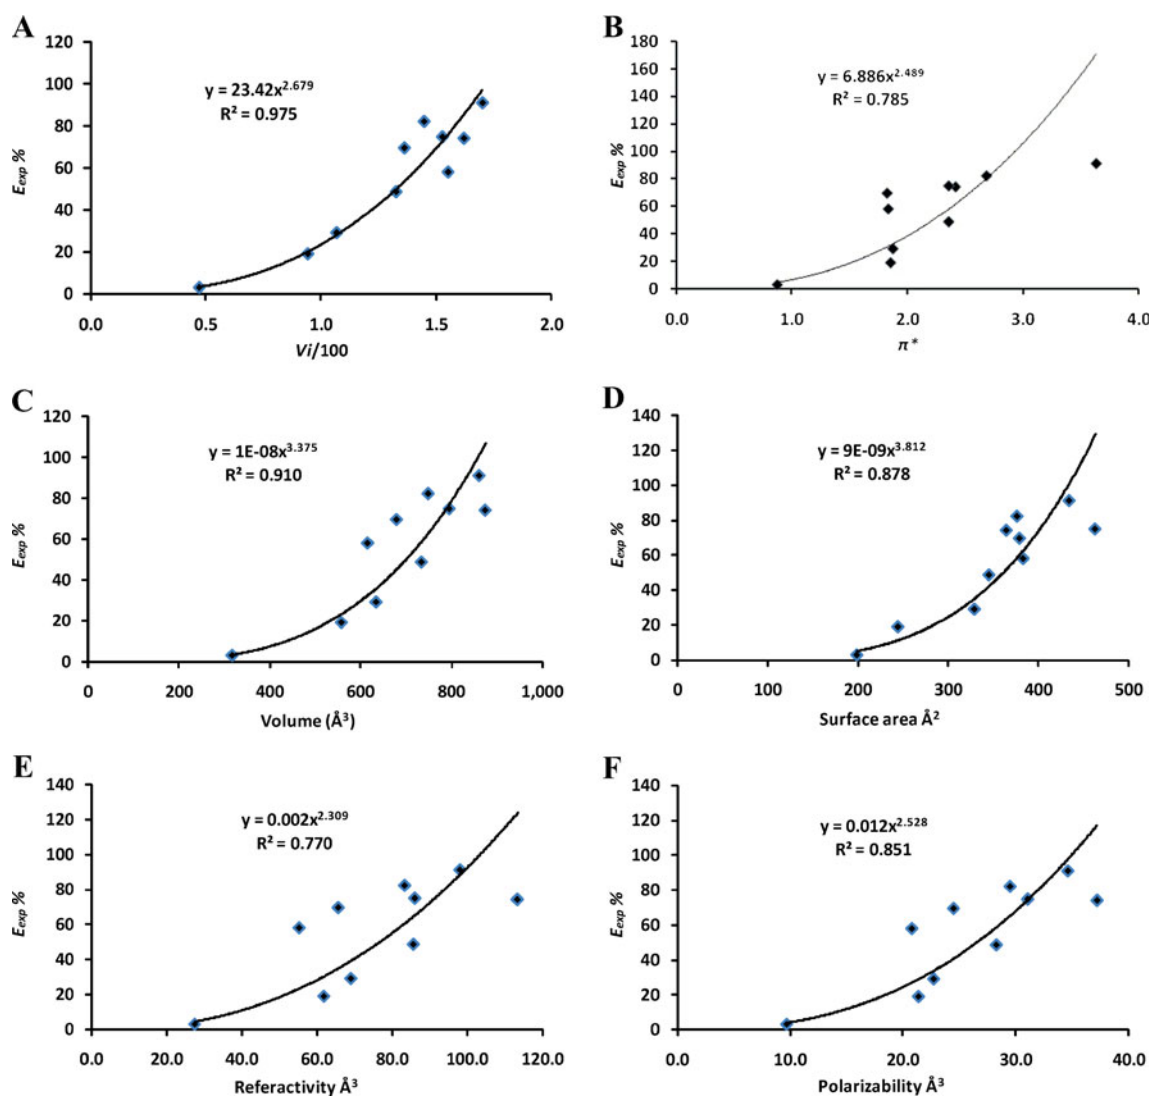 A
120
100
80
60
40
20
0
E_exp %
y = 23.42x^2.679
R² = 0.975
0.0 0.5 1.0 1.5 2.0
Vi/100
B
180
160
140
120
100
80
60
40
20
0
E_exp %
y = 6.886x^2.489
R² = 0.785
0.0 1.0 2.0 3.0 4.0
π*
C
120
100
80
60
40
20
0
E_exp %
y = 1E-08x^3.375
R² = 0.910
0 200 400 600 800 1,000
Volume (Å³)
D
140
120
100
80
60
40
20
0
E_exp %
y = 9E-09x^3.812
R² = 0.878
0 100 200 300 400 500
Surface area Å²
E
140
120
100
80
60
40
20
0
E_exp %
y = 0.002x^2.309
R² = 0.770
0.0 20.0 40.0 60.0 80.0 100.0 120.0
Referactivity Å³
F
140
120
100
80
60
40
20
0
E_exp %
y = 0.012x^2.528
R² = 0.851
0.0 10.0 20.0 30.0 40.0
Polarizability Å³